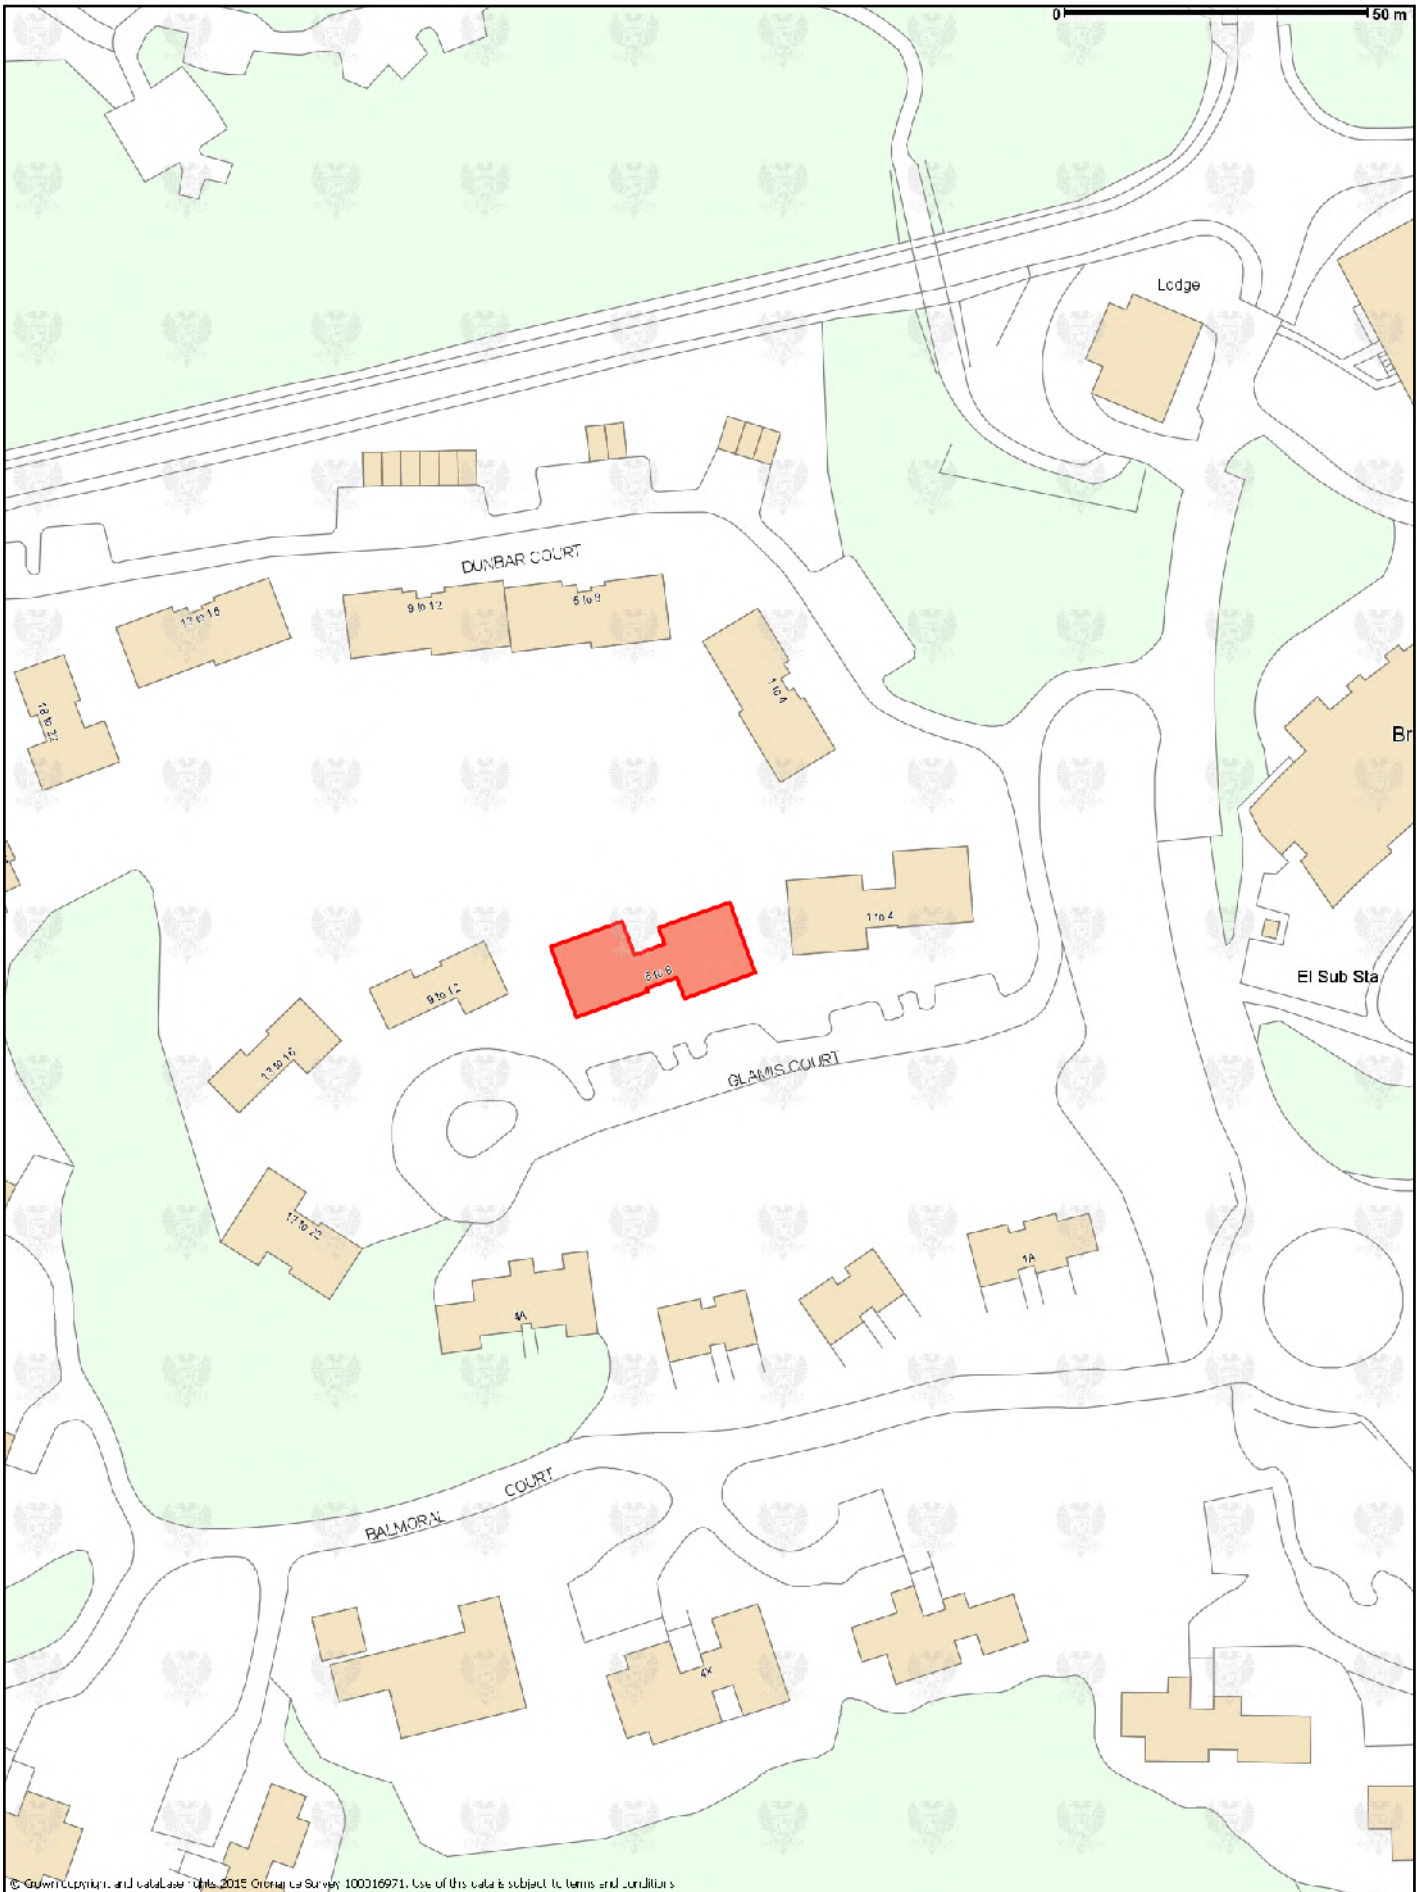 0 50 m
Lodge
DUNBAR COURT
13 to 16
9 to 12
5 to 8
1 to 4
Br
1 to 4
5 to 8
El Sub Sta
9 to 12
13 to 16
GLAMIS COURT
17 to 22
1A
4A
BALMORAL COURT
© Crown copyright and database rights 2015 Ordnance Survey 100016971. Use of this data is subject to terms and conditions